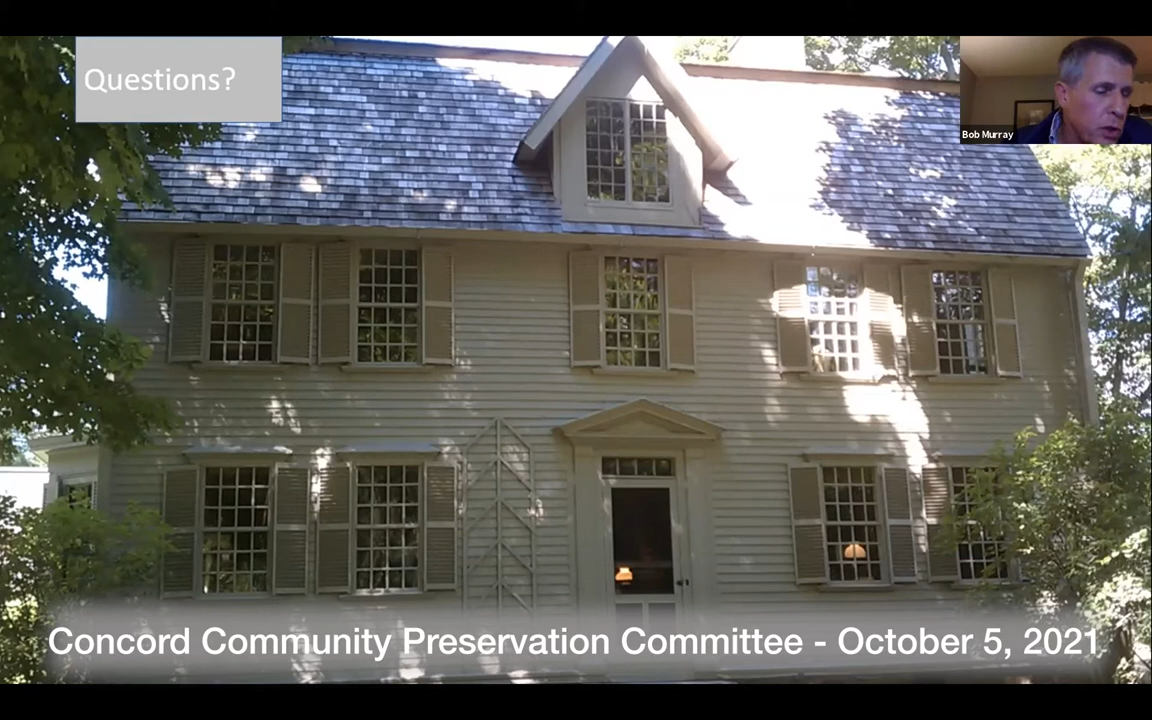 Questions?
Bob Murray
Concord Community Preservation Committee - October 5, 2021